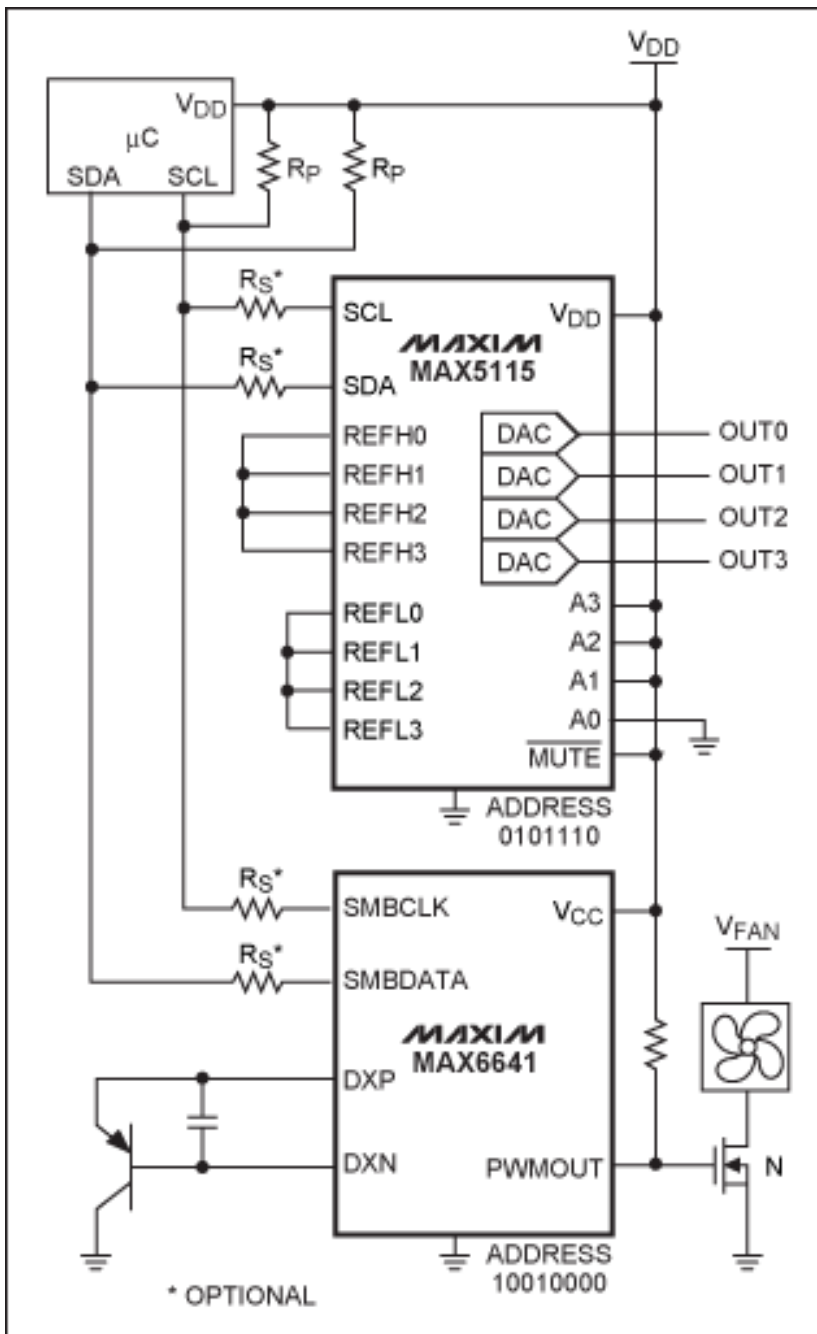 VDD
VDD
µC
SDA SCL
RP
RP
RS*
SCL
VDD
MAXIM
MAX5115
RS*
SDA
REFH0
DAC
OUT0
REFH1
DAC
OUT1
REFH2
DAC
OUT2
REFH3
DAC
OUT3
A3
REFL0
REFL1
A2
REFL2
A1
REFL3
A0
MUTE
ADDRESS
0101110
RS*
SMBCLK
VCC
VFAN
RS*
SMBDATA
MAXIM
MAX6641
DXP
DXN
PWMOUT
N
ADDRESS
10010000
* OPTIONAL